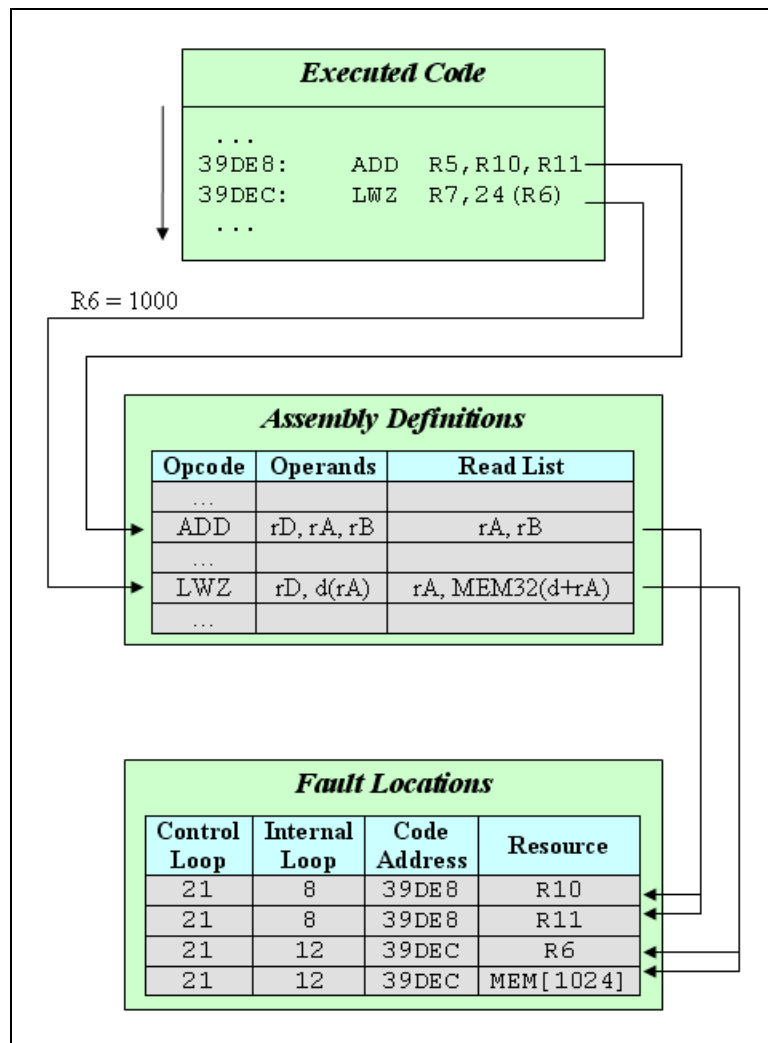 Executed Code
...
39DE8: ADD R5,R10,R11
39DEC: LWZ R7,24(R6)
...
R6 = 1000
Assembly Definitions
Opcode Operands Read List
...
ADD rD, rA, rB rA, rB
...
LWZ rD, d(rA) rA, MEM32(d+rA)
...
Fault Locations
Control Loop Internal Loop Code Address Resource
21 8 39DE8 R10
21 8 39DE8 R11
21 12 39DEC R6
21 12 39DEC MEM[1024]